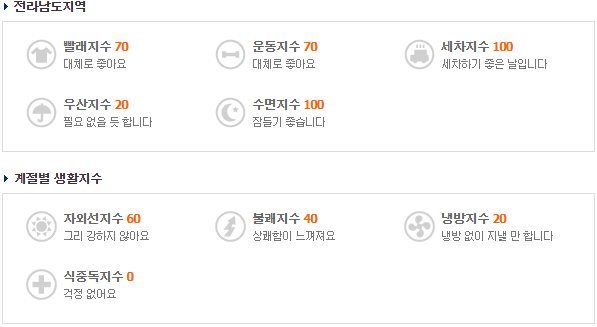 전라남도지역
빨래지수 70
대체로 좋아요
운동지수 70
대체로 좋아요
세차지수 100
세차하기 좋은 날입니다
우산지수 20
필요 없을 듯 합니다
수면지수 100
잠들기 좋습니다
계절별 생활지수
자외선지수 60
그리 강하지 않아요
불쾌지수 40
상쾌함이 느껴져요
냉방지수 20
냉방 없이 지낼 만 합니다
식중독지수 0
걱정 없어요